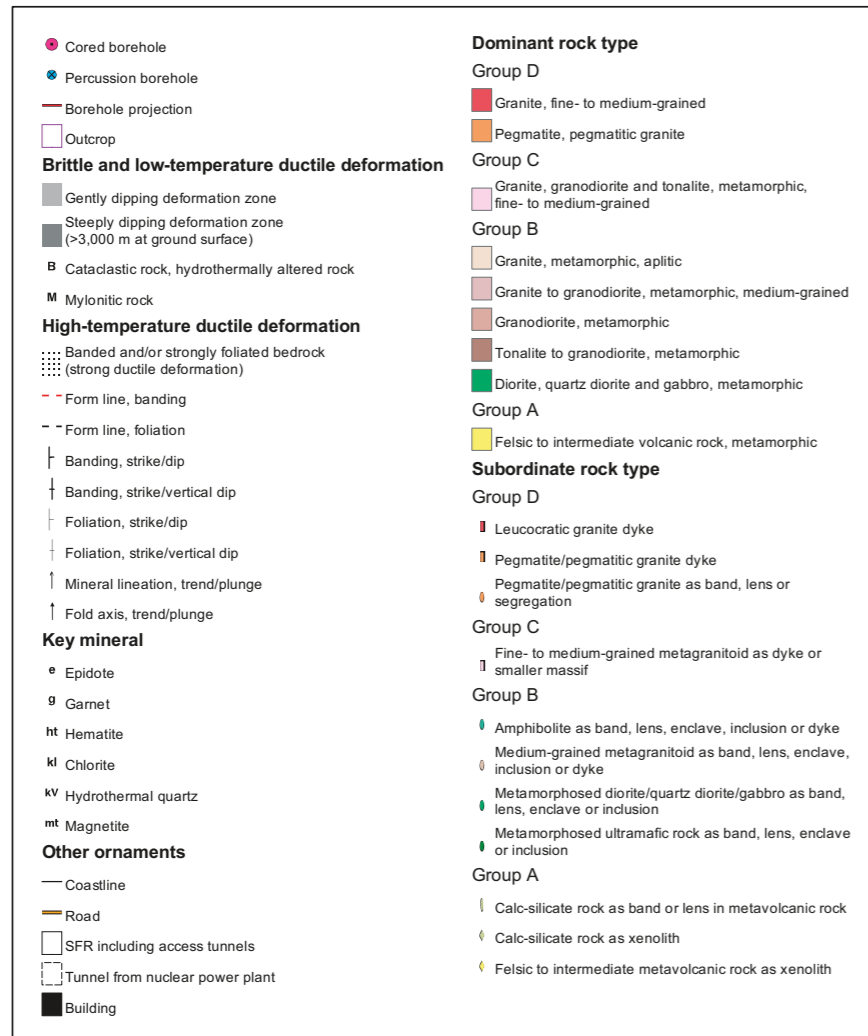 Cored borehole
Percussion borehole
Borehole projection
Outcrop
Brittle and low-temperature ductile deformation
Gently dipping deformation zone
Steeply dipping deformation zone
(>3,000 m at ground surface)
B Cataclastic rock, hydrothermally altered rock
M Mylonitic rock
High-temperature ductile deformation
Banded and/or strongly foliated bedrock
(strong ductile deformation)
Form line, banding
Form line, foliation
Banding, strike/dip
Banding, strike/vertical dip
Foliation, strike/dip
Foliation, strike/vertical dip
Mineral lineation, trend/plunge
Fold axis, trend/plunge
Key mineral
e Epidote
g Garnet
ht Hematite
kl Chlorite
kV Hydrothermal quartz
mt Magnetite
Other ornaments
Coastline
Road
SFR including access tunnels
Tunnel from nuclear power plant
Building
Dominant rock type
Group D
Granite, fine- to medium-grained
Pegmatite, pegmatitic granite
Group C
Granite, granodiorite and tonalite, metamorphic,
fine- to medium-grained
Group B
Granite, metamorphic, aplitic
Granite to granodiorite, metamorphic, medium-grained
Granodiorite, metamorphic
Tonalite to granodiorite, metamorphic
Diorite, quartz diorite and gabbro, metamorphic
Group A
Felsic to intermediate volcanic rock, metamorphic
Subordinate rock type
Group D
Leucocratic granite dyke
Pegmatite/pegmatitic granite dyke
Pegmatite/pegmatitic granite as band, lens or
segregation
Group C
Fine- to medium-grained metagranitoid as dyke or
smaller massif
Group B
Amphibolite as band, lens, enclave, inclusion or dyke
Medium-grained metagranitoid as band, lens, enclave,
inclusion or dyke
Metamorphosed diorite/quartz diorite/gabbro as band,
lens, enclave or inclusion
Metamorphosed ultramafic rock as band, lens, enclave
or inclusion
Group A
Calc-silicate rock as band or lens in metavolcanic rock
Calc-silicate rock as xenolith
Felsic to intermediate metavolcanic rock as xenolith